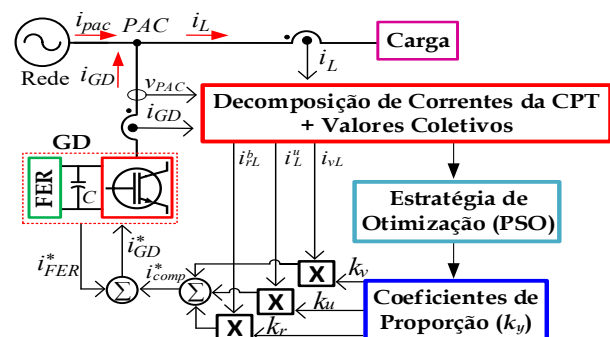 i_pac PAC i_L
Rede
i_L
Carga
i_GD
v_PAC
i_GD
Decomposição de Correntes da CPT
+ Valores Coletivos
GD
FER
C
i^b_rL i^u_L i_vL
Estratégia de
Otimização (PSO)
i^*_FER i^*_GD i^*_comp
Σ Σ
X k_v
X k_u
X k_r
Coeficientes de
Proporção (k_y)